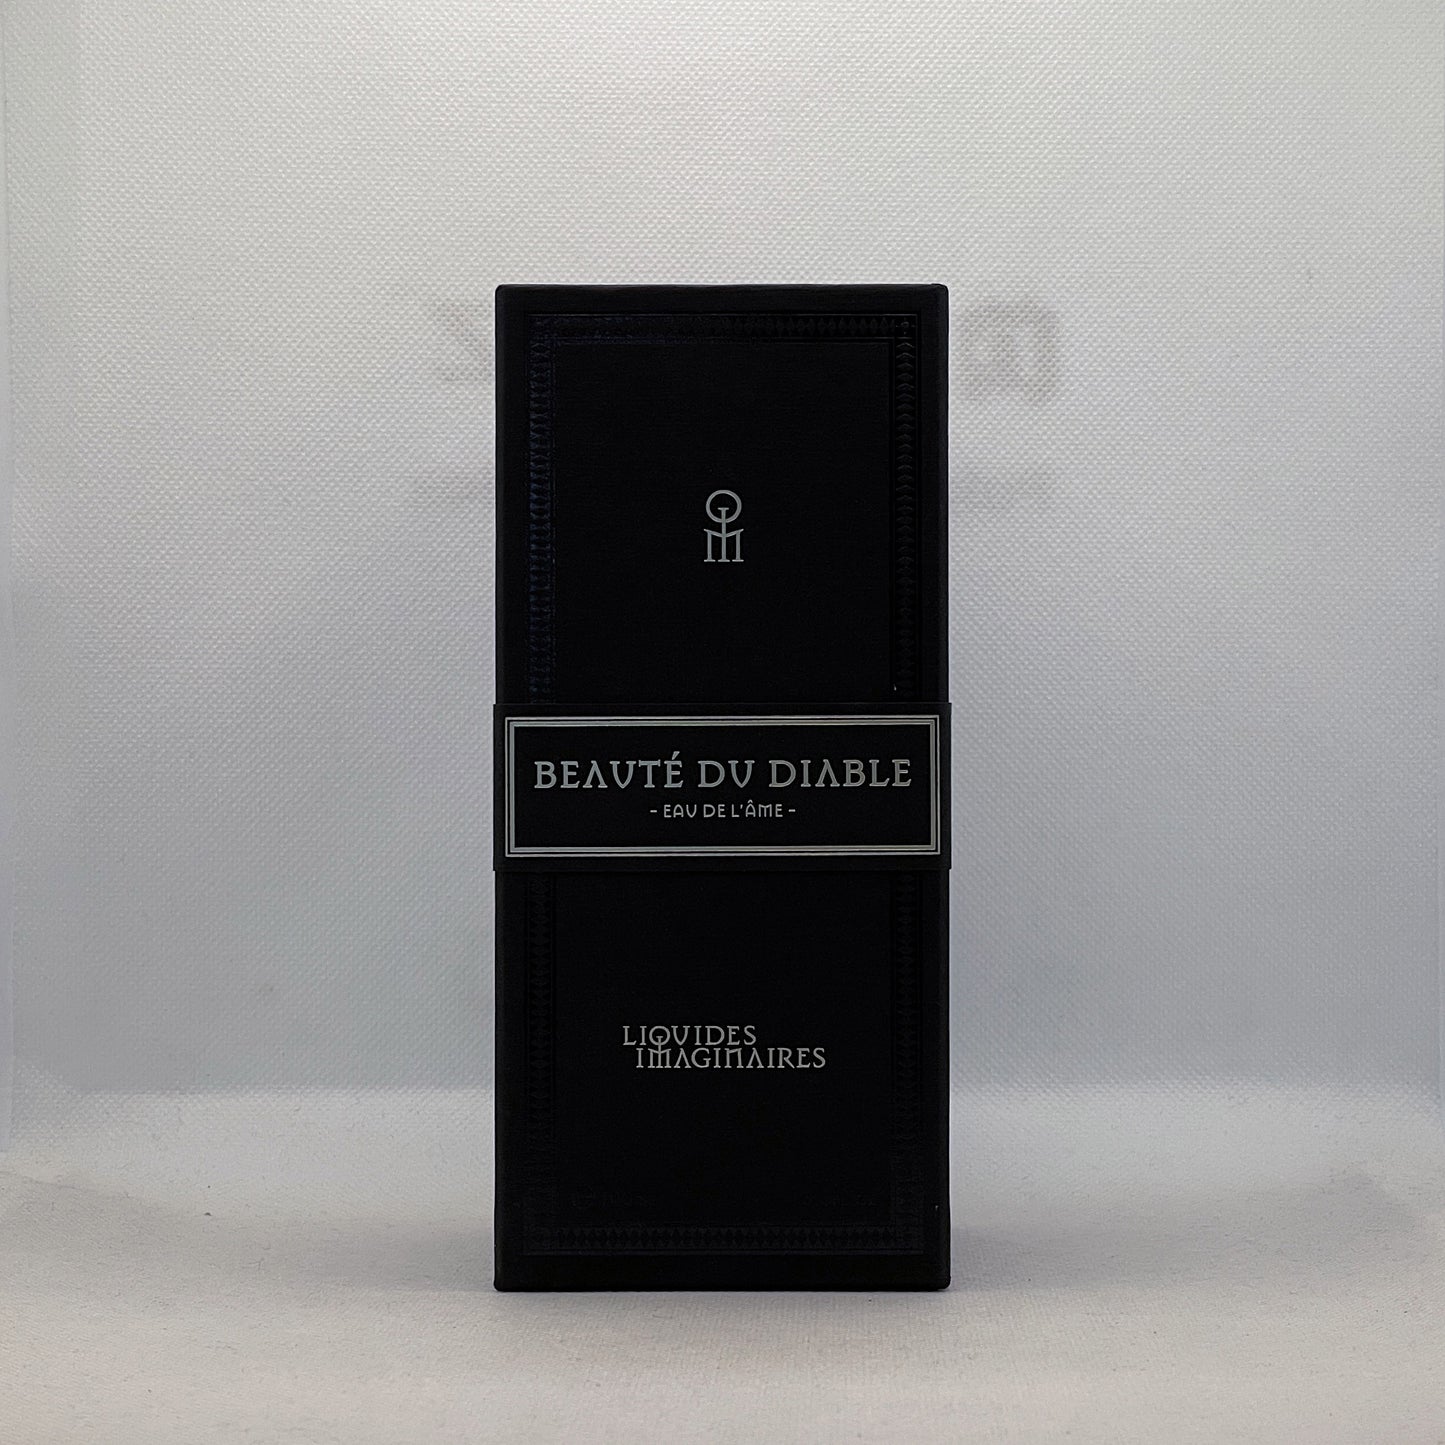 BEAUTÉ DU DIABLE
- EAU DE L'ÂME -
LIQUIDES
IMAGINAIRES